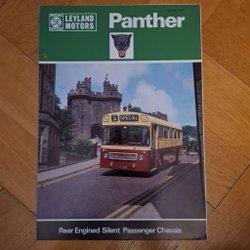 LEYLAND
MOTORS
Panther
S SPECIAL
Rear Engined Silent Passenger Chassis